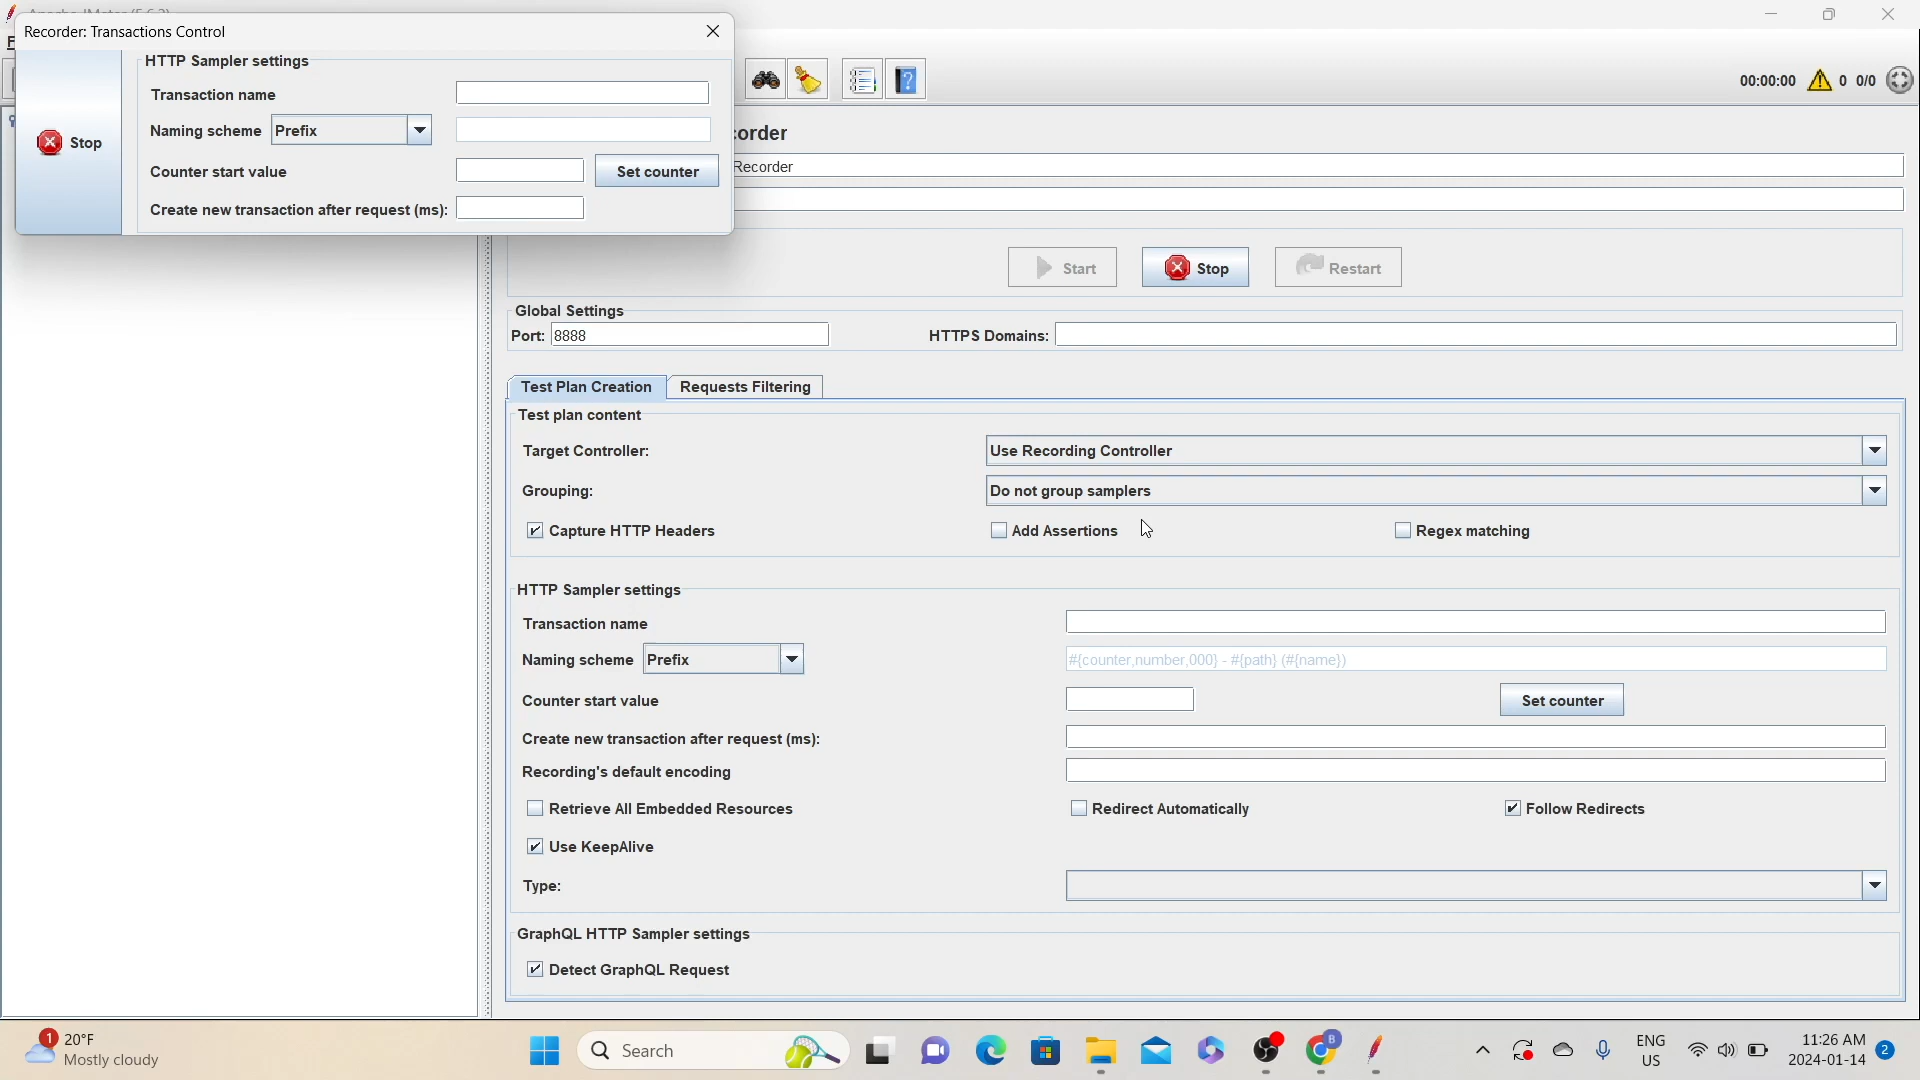 Recorder: Transactions Control
HTTP Sampler settings
Transaction name
Naming scheme Prefix
Stop
Counter start value Set counter
Create new transaction after request (ms):
00:00:00 0 0/0
corder
Recorder
Start Stop Restart
Global Settings
Port: 8888 HTTPS Domains:
Test Plan Creation Requests Filtering
Test plan content
Target Controller: Use Recording Controller
Grouping: Do not group samplers
Capture HTTP Headers Add Assertions Regex matching
HTTP Sampler settings
Transaction name
Naming scheme Prefix #{counter,number,000} - #{path} (#{name})
Counter start value Set counter
Create new transaction after request (ms):
Recording's default encoding
Retrieve All Embedded Resources Redirect Automatically Follow Redirects
Use KeepAlive
Type:
GraphQL HTTP Sampler settings
Detect GraphQL Request
1 20°F
Mostly cloudy
Search
B
ENG
US
11:26 AM
2024-01-14
2